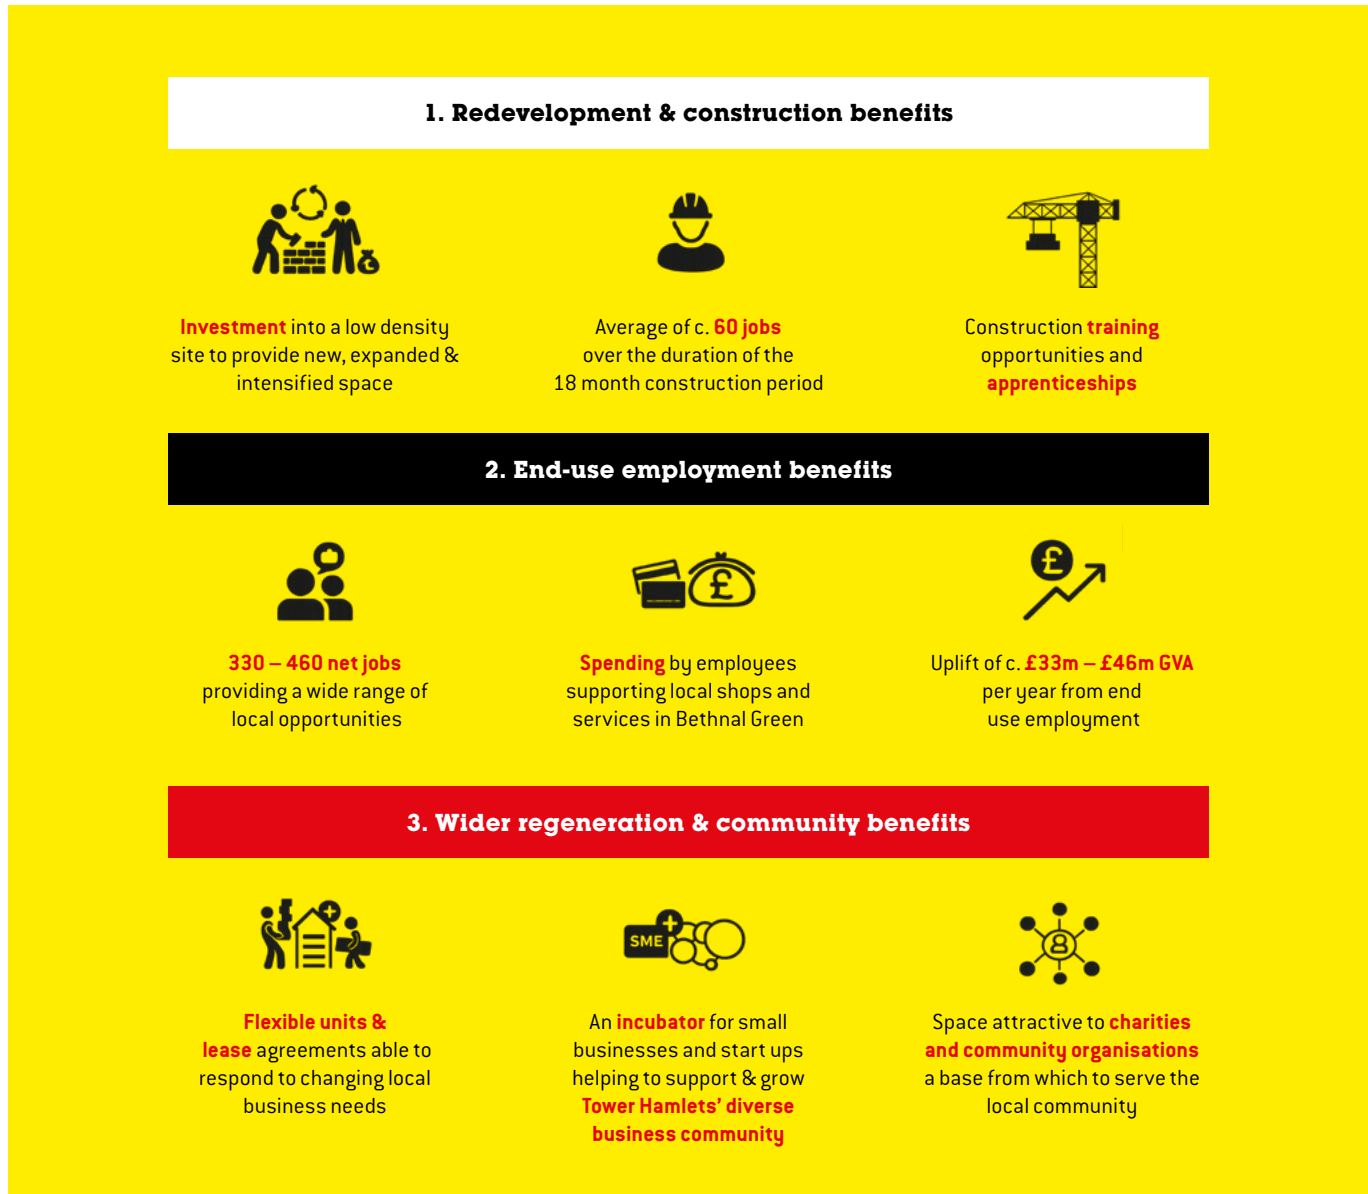 1. Redevelopment & construction benefits
Investment into a low density
site to provide new, expanded &
intensified space
Average of c. 60 jobs
over the duration of the
18 month construction period
Construction training
opportunities and
apprenticeships
2. End-use employment benefits
330 – 460 net jobs
providing a wide range of
local opportunities
£
Spending by employees
supporting local shops and
services in Bethnal Green
£
Uplift of c. £33m – £46m GVA
per year from end
use employment
3. Wider regeneration & community benefits
Flexible units &
lease agreements able to
respond to changing local
business needs
SME
An incubator for small
businesses and start ups
helping to support & grow
Tower Hamlets’ diverse
business community
Space attractive to charities
and community organisations
a base from which to serve the
local community